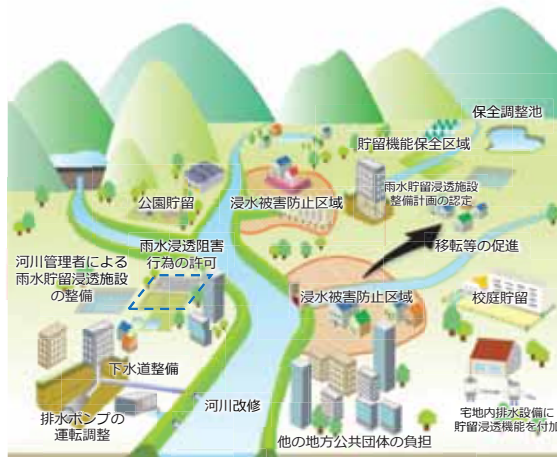 保全調整池
貯留機能保全区域
公園貯留
浸水被害防止区域
雨水貯留浸透施設
整備計画の認定
雨水浸透阻害
行為の許可
移転等の促進
河川管理者による
雨水貯留浸透施設
の整備
浸水被害防止区域
校庭貯留
下水道整備
排水ポンプの
運転調整
河川改修
他の地方公共団体の負担
宅地内排水設備に
貯留浸透機能を付加